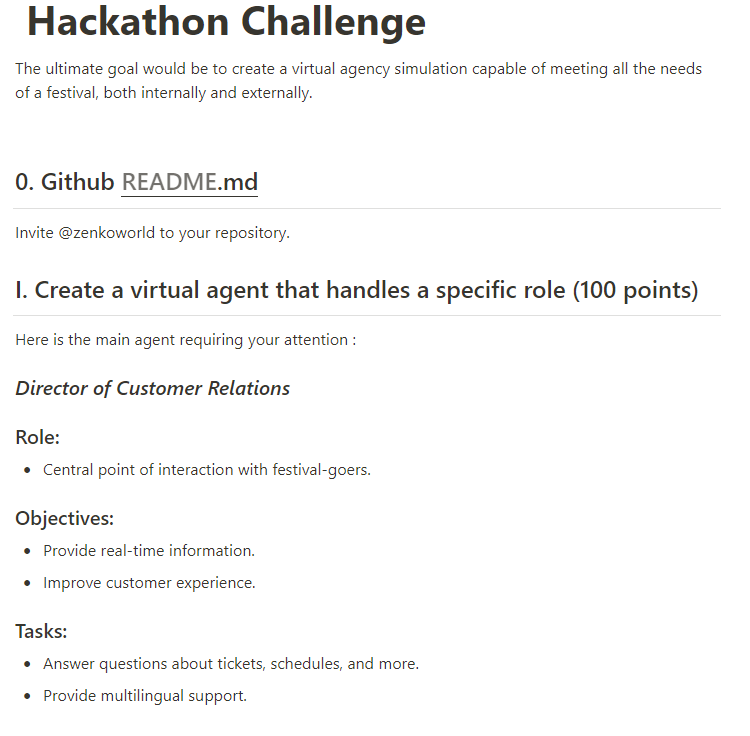 Hackathon Challenge
The ultimate goal would be to create a virtual agency simulation capable of meeting all the needs
of a festival, both internally and externally.
0. Github README.md
Invite @zenkoworld to your repository.
I. Create a virtual agent that handles a specific role (100 points)
Here is the main agent requiring your attention :
Director of Customer Relations
Role:
• Central point of interaction with festival-goers.
Objectives:
• Provide real-time information.
• Improve customer experience.
Tasks:
• Answer questions about tickets, schedules, and more.
• Provide multilingual support.